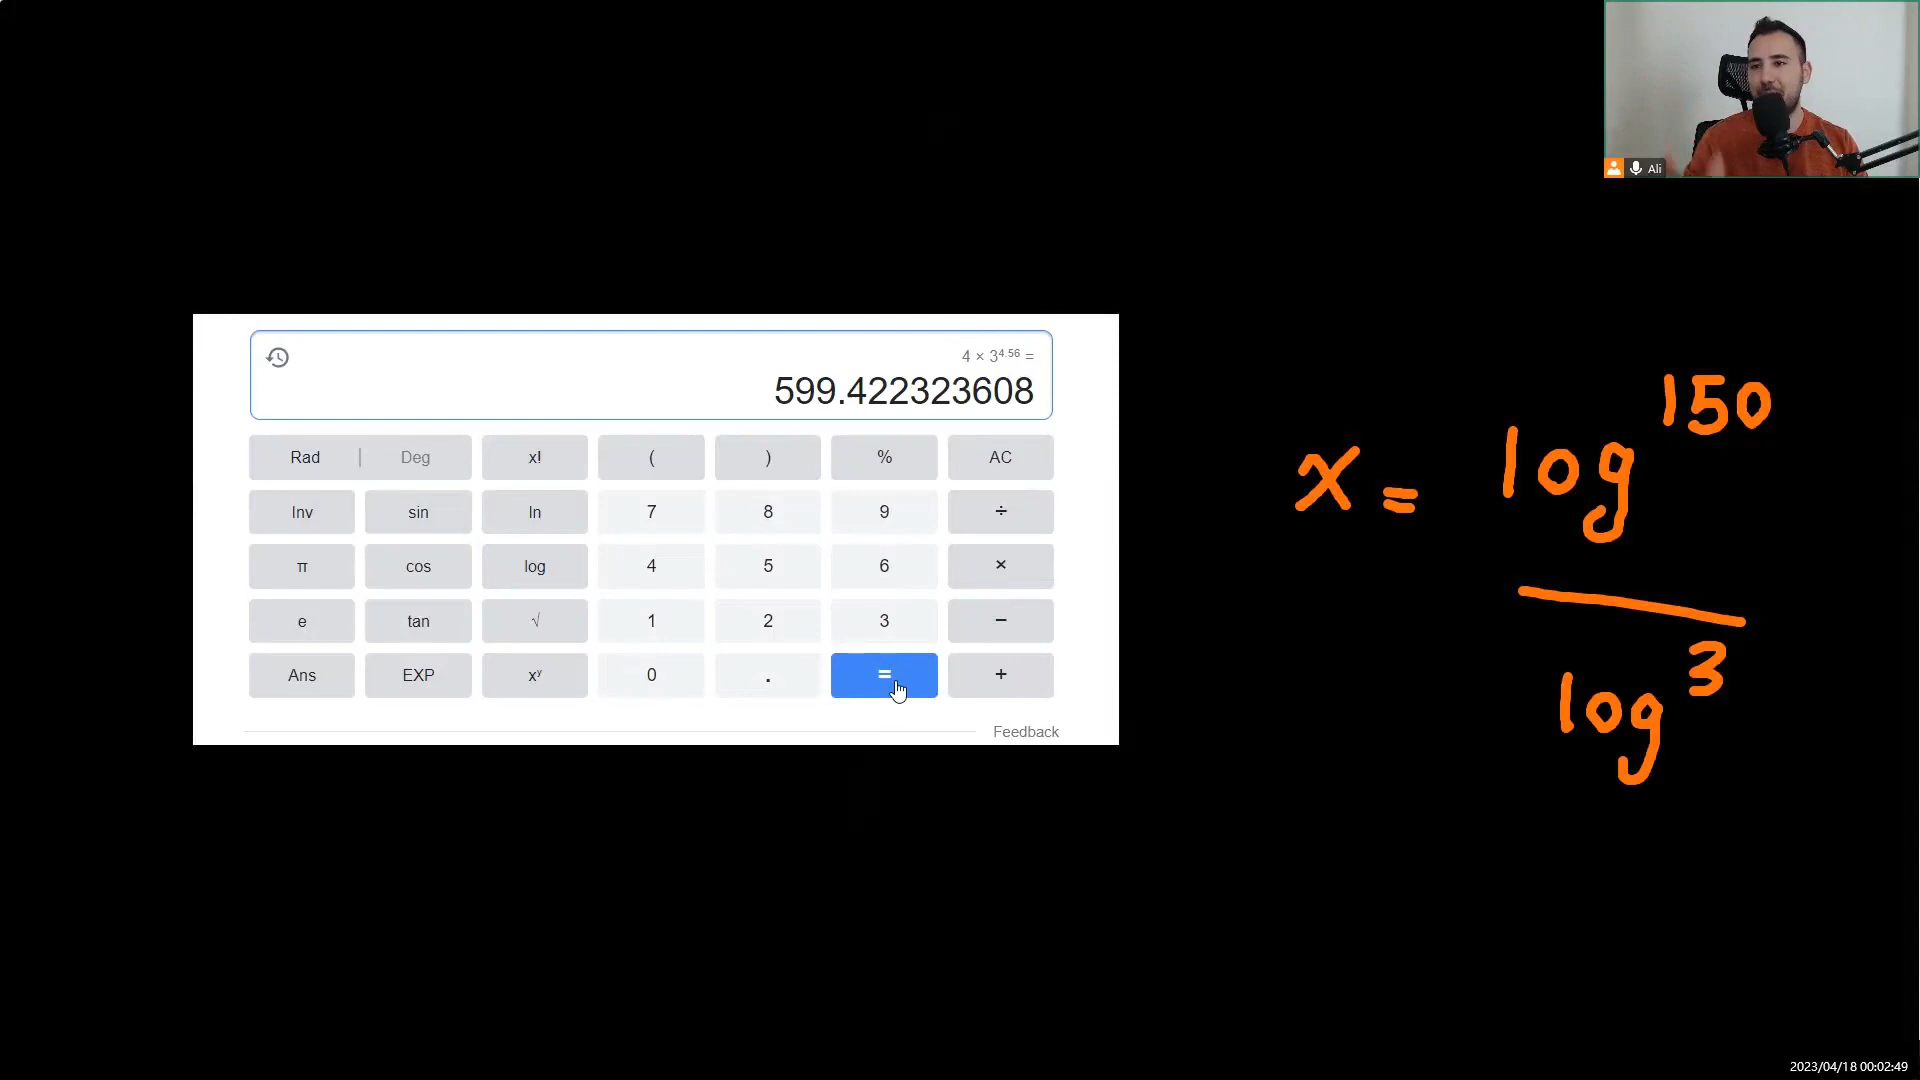 Ali
4 × 3^4.56 =
599.422323608
Rad | Deg x! ( ) % AC
Inv sin ln 7 8 9 ÷
π cos log 4 5 6 ×
e tan √ 1 2 3 −
Ans EXP x^y 0 . = +
Feedback
x = log 150
log 3
2023/04/18 00:02:49